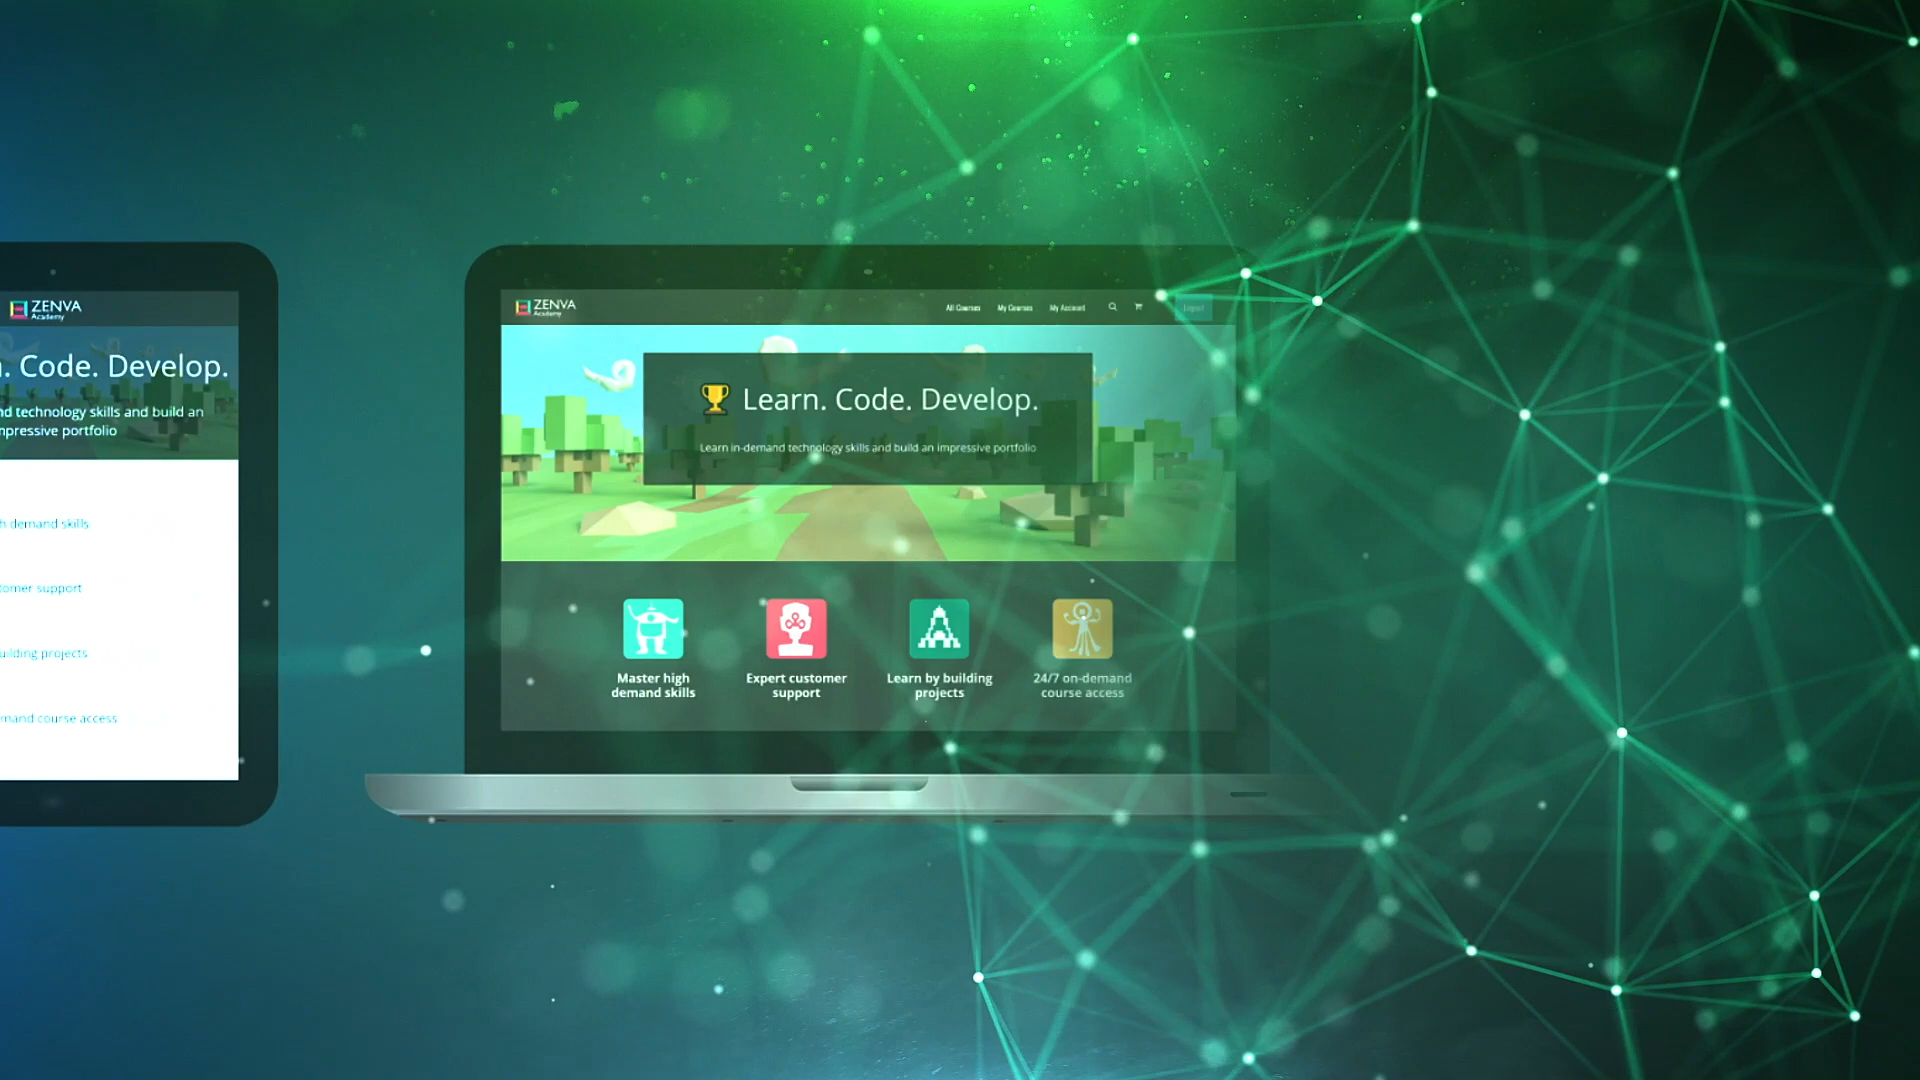 ZENVA
Academy
. Code. Develop.
nd technology skills and build an
mpressive portfolio
h demand skills
tomer support
uilding projects
mand course access
ZENVA
Academy
All Courses
My Courses
My Account
Logout
Learn. Code. Develop.
Learn in-demand technology skills and build an impressive portfolio
Master high
demand skills
Expert customer
support
Learn by building
projects
24/7 on-demand
course access